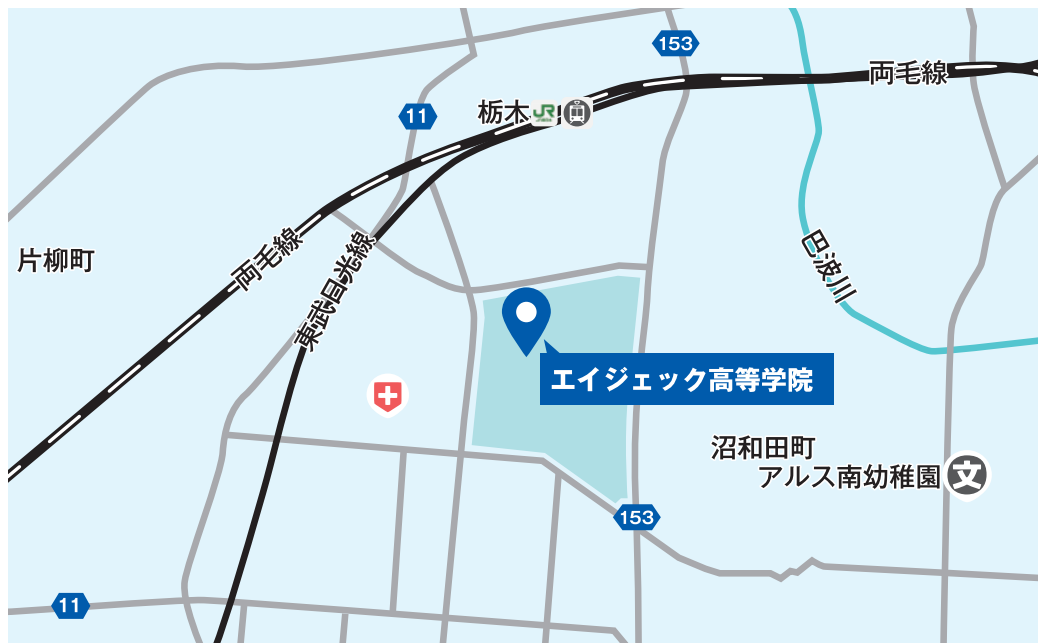 153
両毛線
11
栃木
JR
片柳町
両毛線
東武日光線
巴波川
エイジェック高等学院
沼和田町
アルス南幼稚園
文
153
11